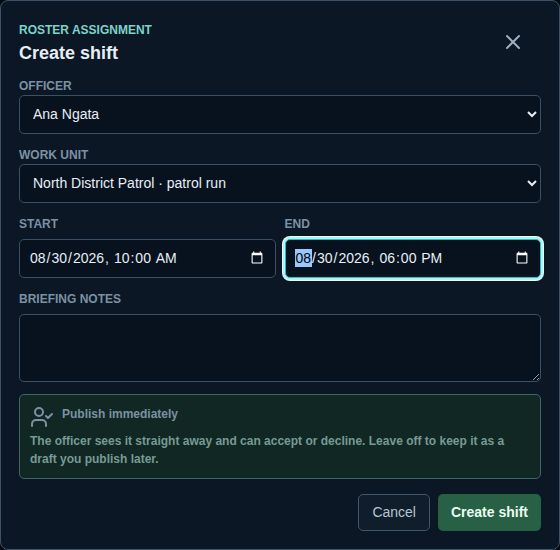 ROSTER ASSIGNMENT
Create shift
OFFICER
Ana Ngata
WORK UNIT
North District Patrol · patrol run
START
END
08/30/2026, 10:00 AM
08/30/2026, 06:00 PM
BRIEFING NOTES
Publish immediately
The officer sees it straight away and can accept or decline. Leave off to keep it as a
draft you publish later.
Cancel
Create shift